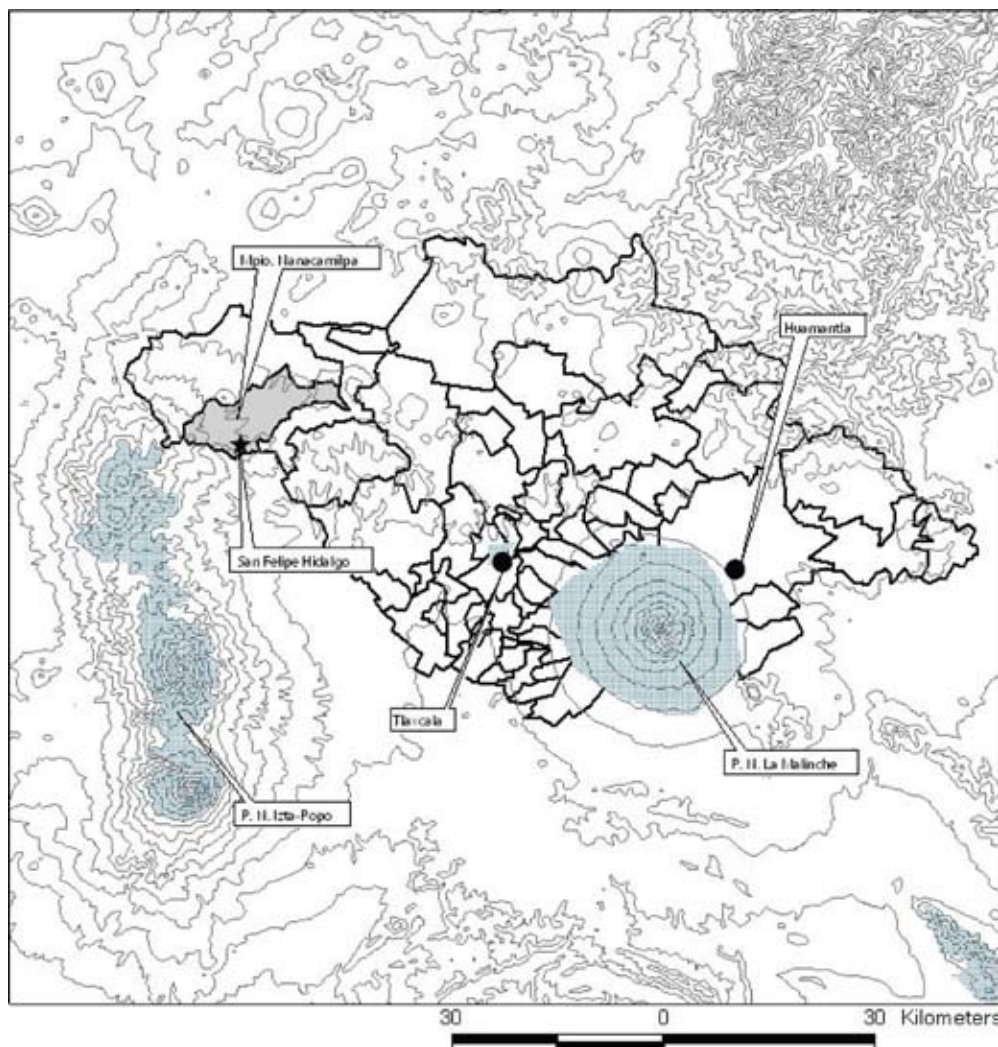 Mpio. Nanacamilpa
Huamantla
San Felipe Hidalgo
Tlaxcala
P. N. La Malinche
P. N. Izta-Popo
30 0 30 Kilometers